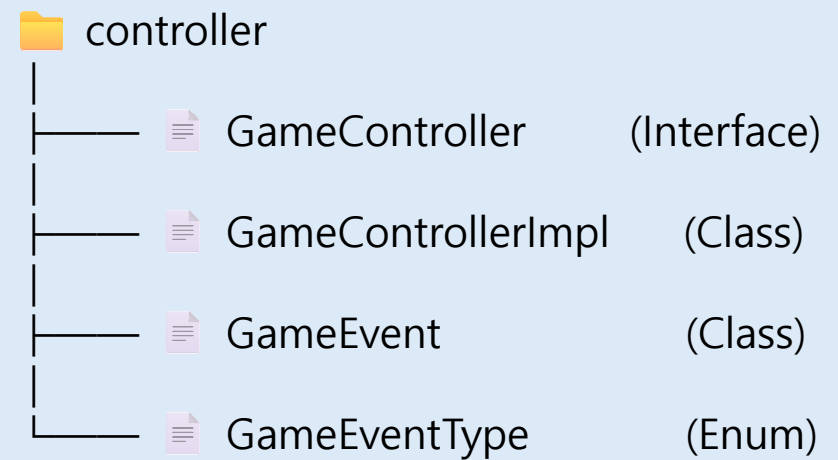 controller
GameController (Interface)
GameControllerImpl (Class)
GameEvent (Class)
GameEventType (Enum)